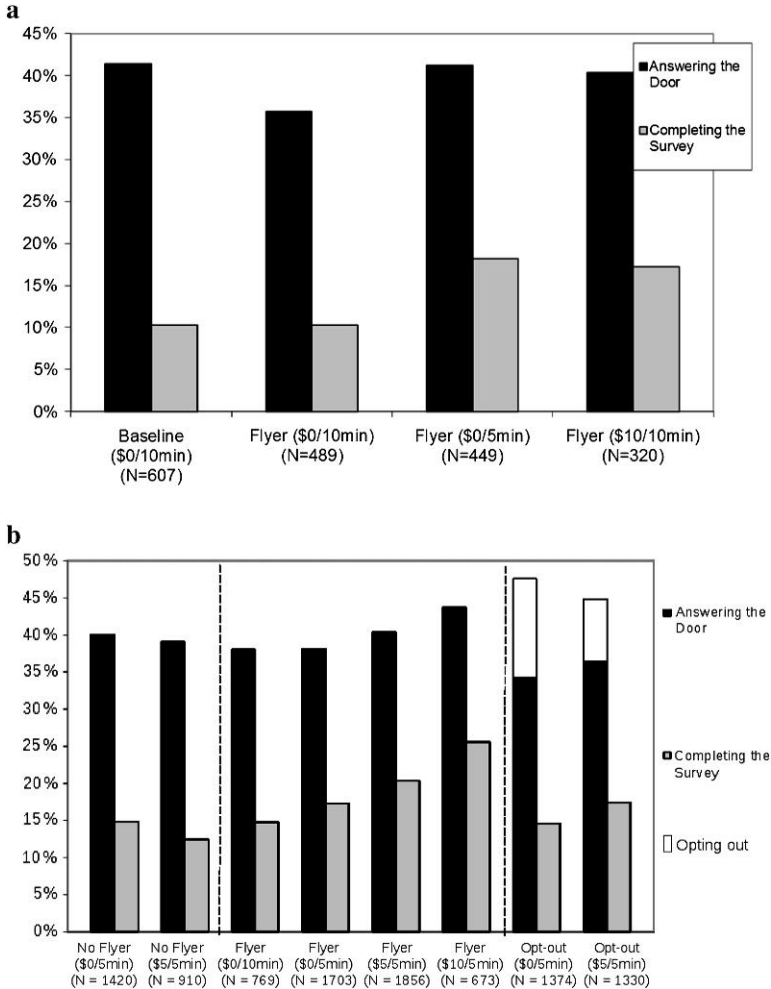 a
45%
40%
35%
30%
25%
20%
15%
10%
5%
0%
Answering the
Door
Completing the
Survey
Baseline
($0/10min)
(N=607)
Flyer ($0/10min)
(N=489)
Flyer ($0/5min)
(N=449)
Flyer ($10/10min)
(N=320)
b
50%
45%
40%
35%
30%
25%
20%
15%
10%
5%
0%
Answering the
Door
Completing the
Survey
Opting out
No Flyer
($0/5min)
(N = 1420)
No Flyer
($5/5min)
(N = 910)
Flyer
($0/10min)
(N = 769)
Flyer
($0/5min)
(N = 1703)
Flyer
($5/5min)
(N = 1856)
Flyer
($10/5min)
(N = 673)
Opt-out
($0/5min)
(N = 1374)
Opt-out
($5/5min)
(N = 1330)